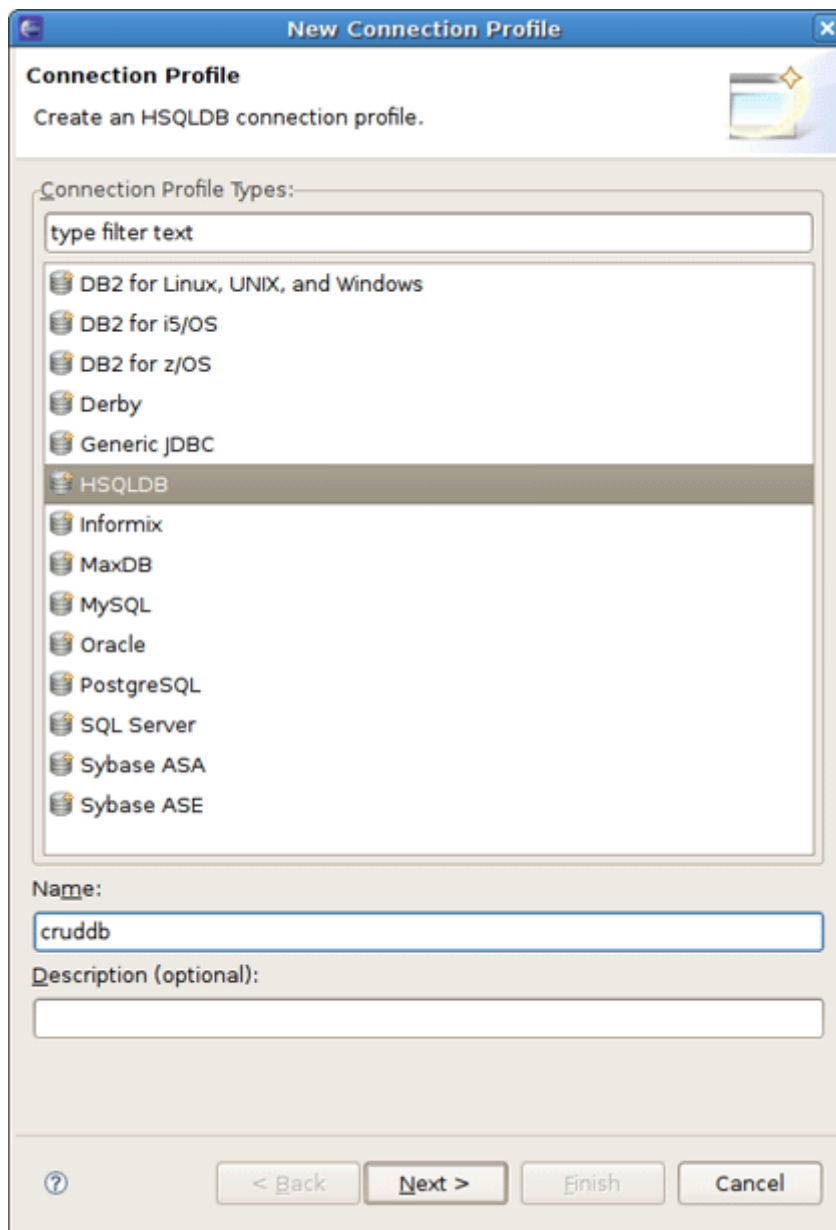 New Connection Profile
Connection Profile
Create an HSQLDB connection profile.
Connection Profile Types:
type filter text
DB2 for Linux, UNIX, and Windows
DB2 for i5/OS
DB2 for z/OS
Derby
Generic JDBC
HSQLDB
Informix
MaxDB
MySQL
Oracle
PostgreSQL
SQL Server
Sybase ASA
Sybase ASE
Name:
cruddb
Description (optional):
? < Back Next > Finish Cancel